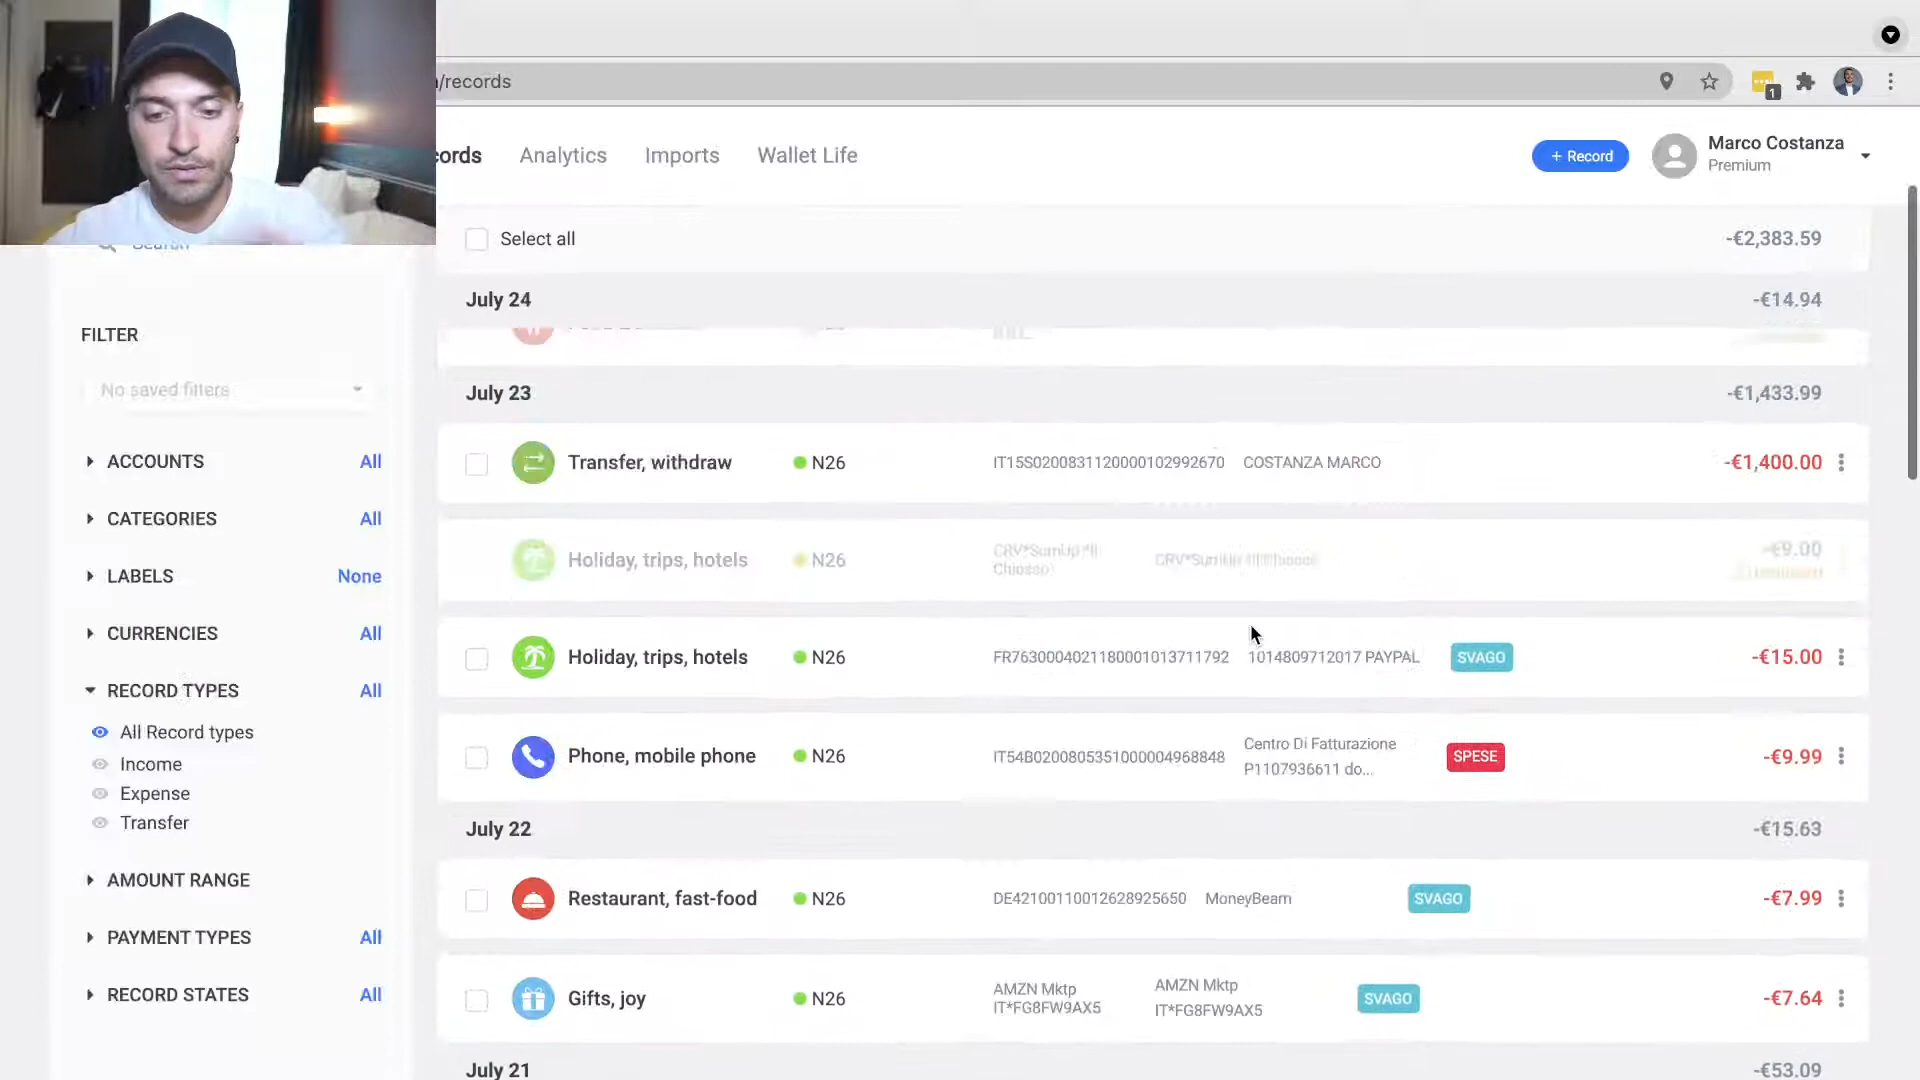 /records
1
ords Analytics Imports Wallet Life
+ Record
Marco Costanza
Premium
Search
Select all -€2,383.59
FILTER
No saved filters
ACCOUNTS All
CATEGORIES All
LABELS None
CURRENCIES All
RECORD TYPES All
All Record types
Income
Expense
Transfer
AMOUNT RANGE
PAYMENT TYPES All
RECORD STATES All
July 24 -€14.94
July 23 -€1,433.99
Transfer, withdraw N26 IT15S0200831120000102992670 COSTANZA MARCO -€1,400.00
Holiday, trips, hotels N26 -€9.00
Holiday, trips, hotels N26 FR7630004021180001013711792 1014809712017 PAYPAL SVAGO -€15.00
Phone, mobile phone N26 IT54B0200805351000004968848 Centro Di Fatturazione
P1107936611 do... SPESE -€9.99
July 22 -€15.63
Restaurant, fast-food N26 DE42100110012628925650 MoneyBeam SVAGO -€7.99
Gifts, joy N26 AMZN Mktp
IT*FG8FW9AX5 AMZN Mktp
IT*FG8FW9AX5 SVAGO -€7.64
July 21 -€53.09